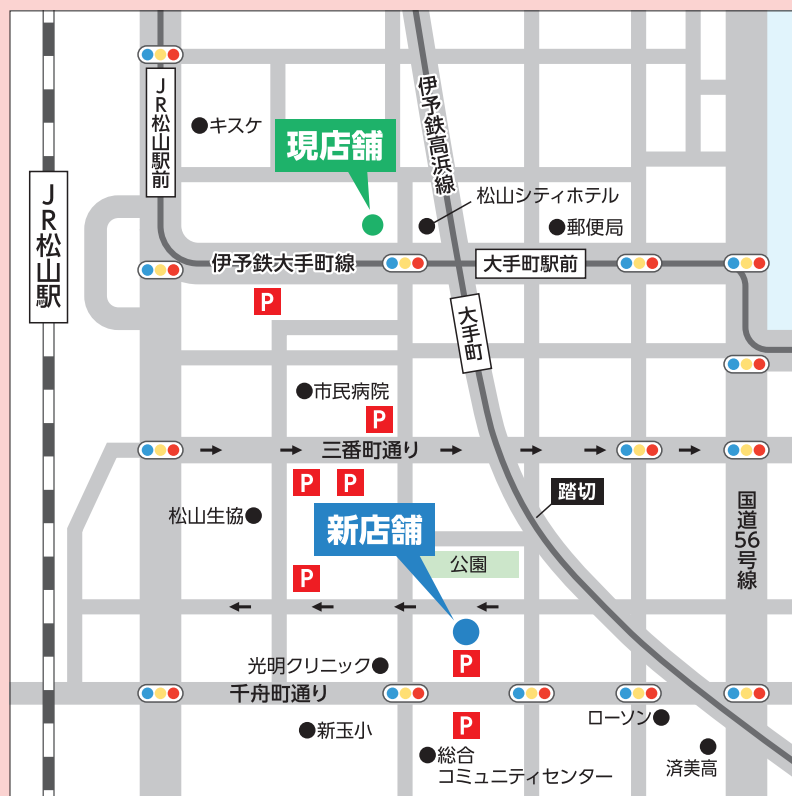 JR松山駅前
キスケ
現店舗
伊予鉄高浜線
JR松山駅
松山シティホテル
郵便局
伊予鉄大手町線
大手町駅前
P
大手町
市民病院
P
三番町通り
P
P
踏切
国道56号線
松山生協
新店舗
公園
P
光明クリニック
P
千舟町通り
ローソン
新玉小
P
総合
コミュニティセンター
済美高